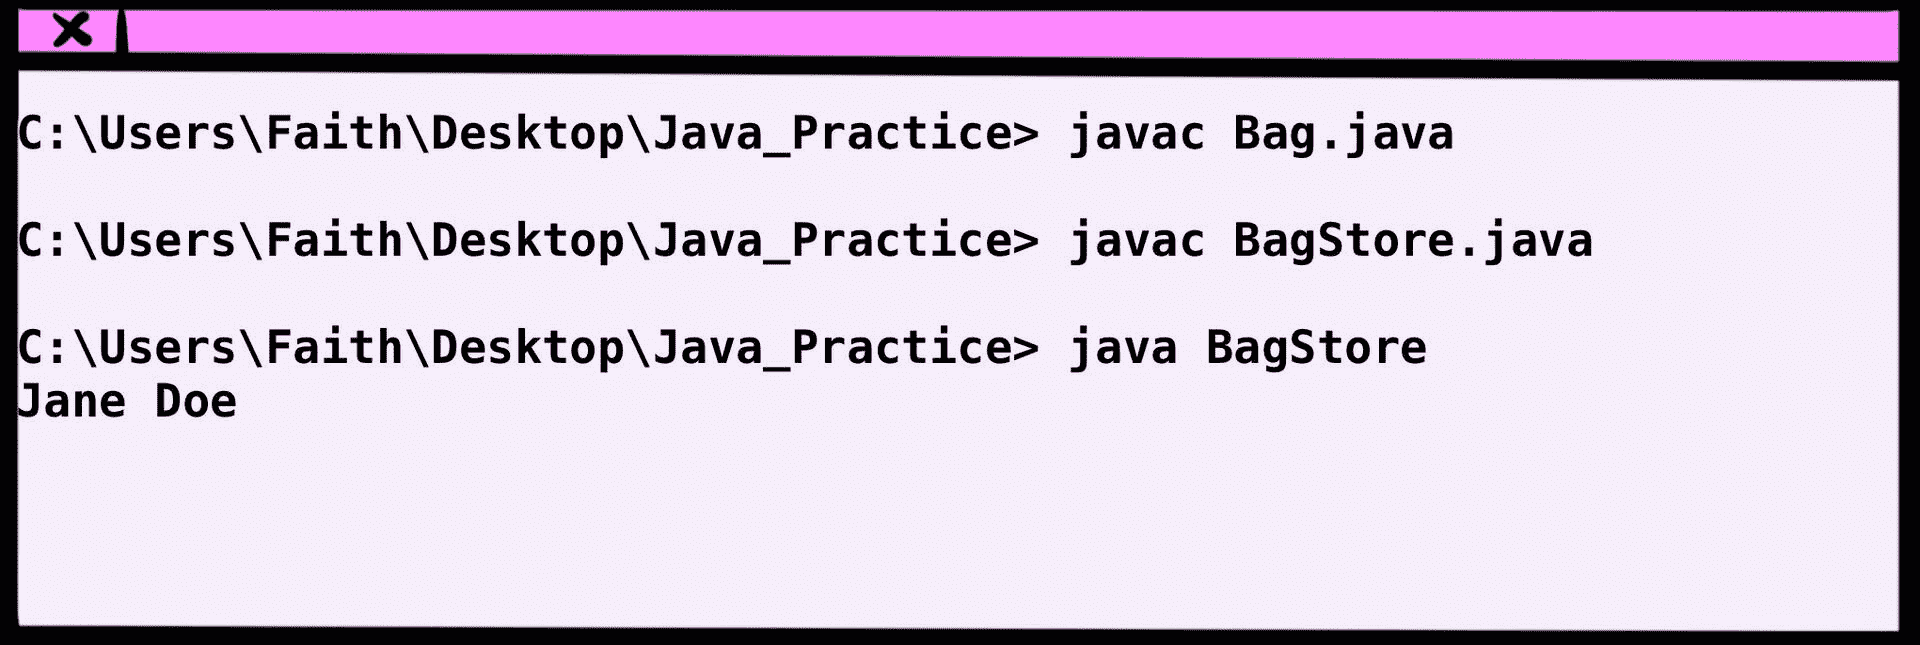 C:\Users\Faith\Desktop\Java_Practice> javac Bag.java
C:\Users\Faith\Desktop\Java_Practice> javac BagStore.java
C:\Users\Faith\Desktop\Java_Practice> java BagStore
Jane Doe